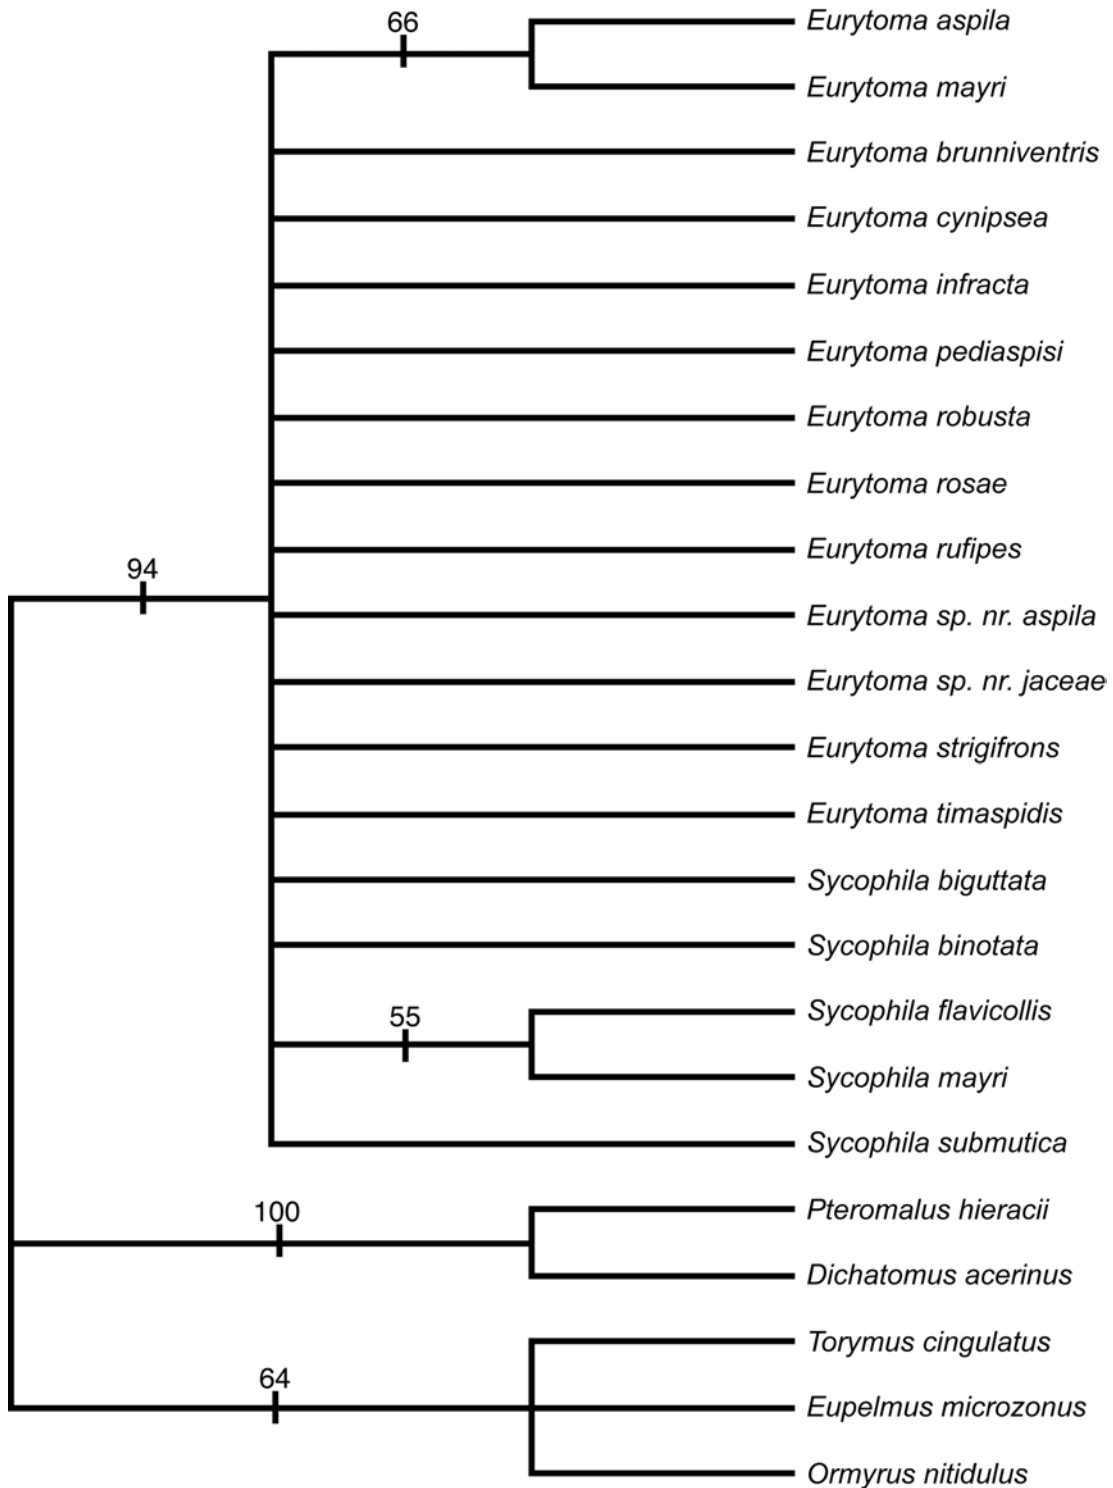 66
Eurytoma aspila
Eurytoma mayri
Eurytoma brunniventris
Eurytoma cynipsea
Eurytoma infracta
Eurytoma pediaspisi
Eurytoma robusta
Eurytoma rosae
Eurytoma rufipes
94
Eurytoma sp. nr. aspila
Eurytoma sp. nr. jaceae
Eurytoma strigifrons
Eurytoma timaspidis
Sycophila biguttata
Sycophila binotata
55
Sycophila flavicollis
Sycophila mayri
Sycophila submutica
100
Pteromalus hieracii
Dichatomus acerinus
Torymus cingulatus
64
Eupelmus microzonus
Ormyrus nitidulus